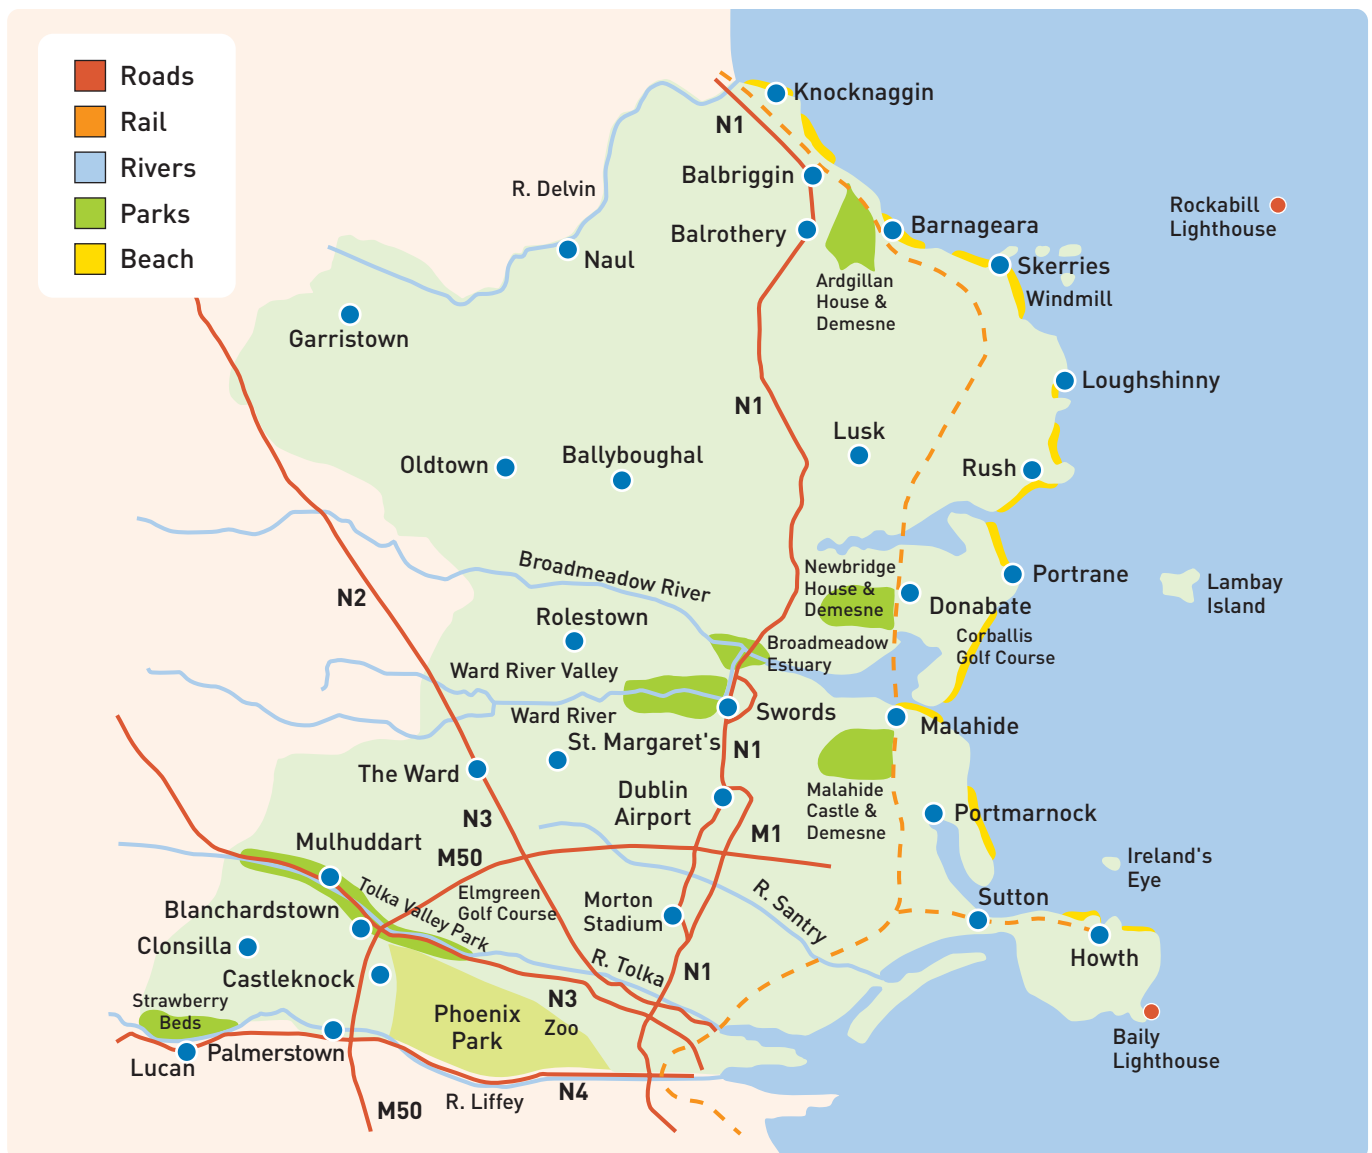 Roads
Rail
Rivers
Parks
Beach
Knocknaggin
N1
Balbriggin
R. Delvin
Rockabill
Lighthouse
Balrothery
Barnageara
Naul
Skerries
Ardgillan
House &
Demesne
Windmill
Garristown
Loughshinny
N1
Lusk
Oldtown
Ballyboughal
Rush
Broadmeadow River
Newbridge
House &
Demesne
Portrane
Lambay
Island
N2
Donabate
Rolestown
Corballis
Golf Course
Broadmeadow
Estuary
Ward River Valley
Ward River
Swords
Malahide
St. Margaret's
N1
The Ward
Dublin
Airport
Malahide
Castle &
Demesne
Portmarnock
N3
M1
Mulhuddart
M50
Ireland's
Eye
Tolka Valley Park
Elmgreen
Golf Course
Morton
Stadium
R. Santry
Sutton
Blanchardstown
Clonsilla
Howth
Castleknock
R. Tolka
N1
Strawberry
Beds
N3
Phoenix
Park
Zoo
Baily
Lighthouse
Palmerstown
Lucan
N4
R. Liffey
M50